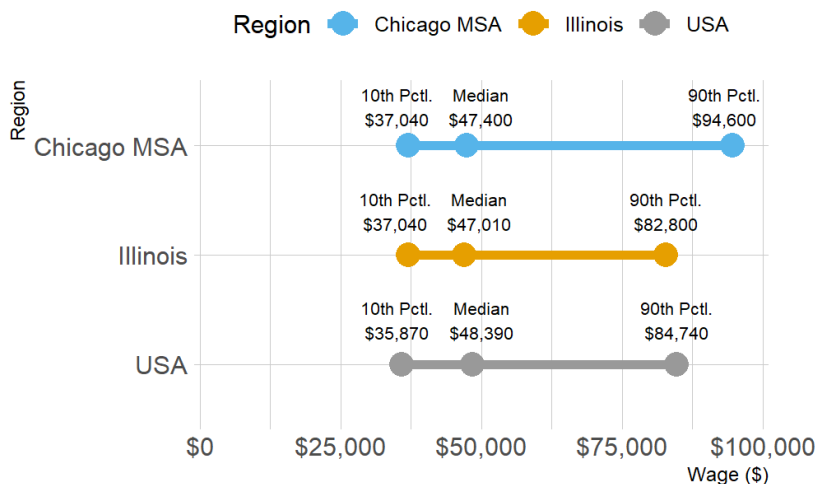 Region Chicago MSA Illinois USA
Region
10th Pctl. Median 90th Pctl.
$37,040 $47,400 $94,600
Chicago MSA
10th Pctl. Median 90th Pctl.
$37,040 $47,010 $82,800
Illinois
10th Pctl. Median 90th Pctl.
$35,870 $48,390 $84,740
USA
$0 $25,000 $50,000 $75,000 $100,000
Wage ($)